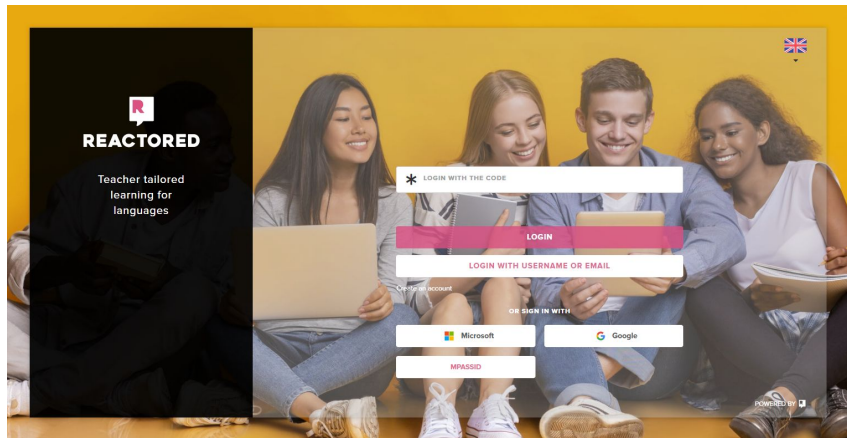 R
REACTORED
Teacher tailored
learning for
languages
LOGIN WITH THE CODE
LOGIN
LOGIN WITH USERNAME OR EMAIL
Create an account
OR SIGN IN WITH
Microsoft
Google
MPASSID
POWERED BY